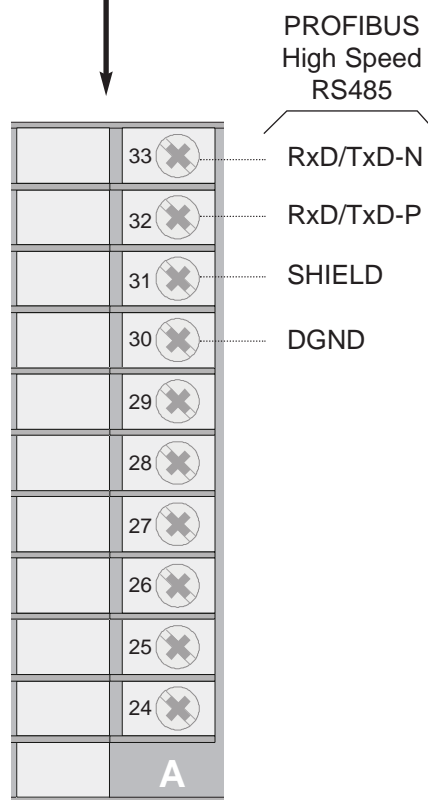 PROFIBUS
High Speed
RS485
33 RxD/TxD-N
32 RxD/TxD-P
31 SHIELD
30 DGND
29
28
27
26
25
24
A